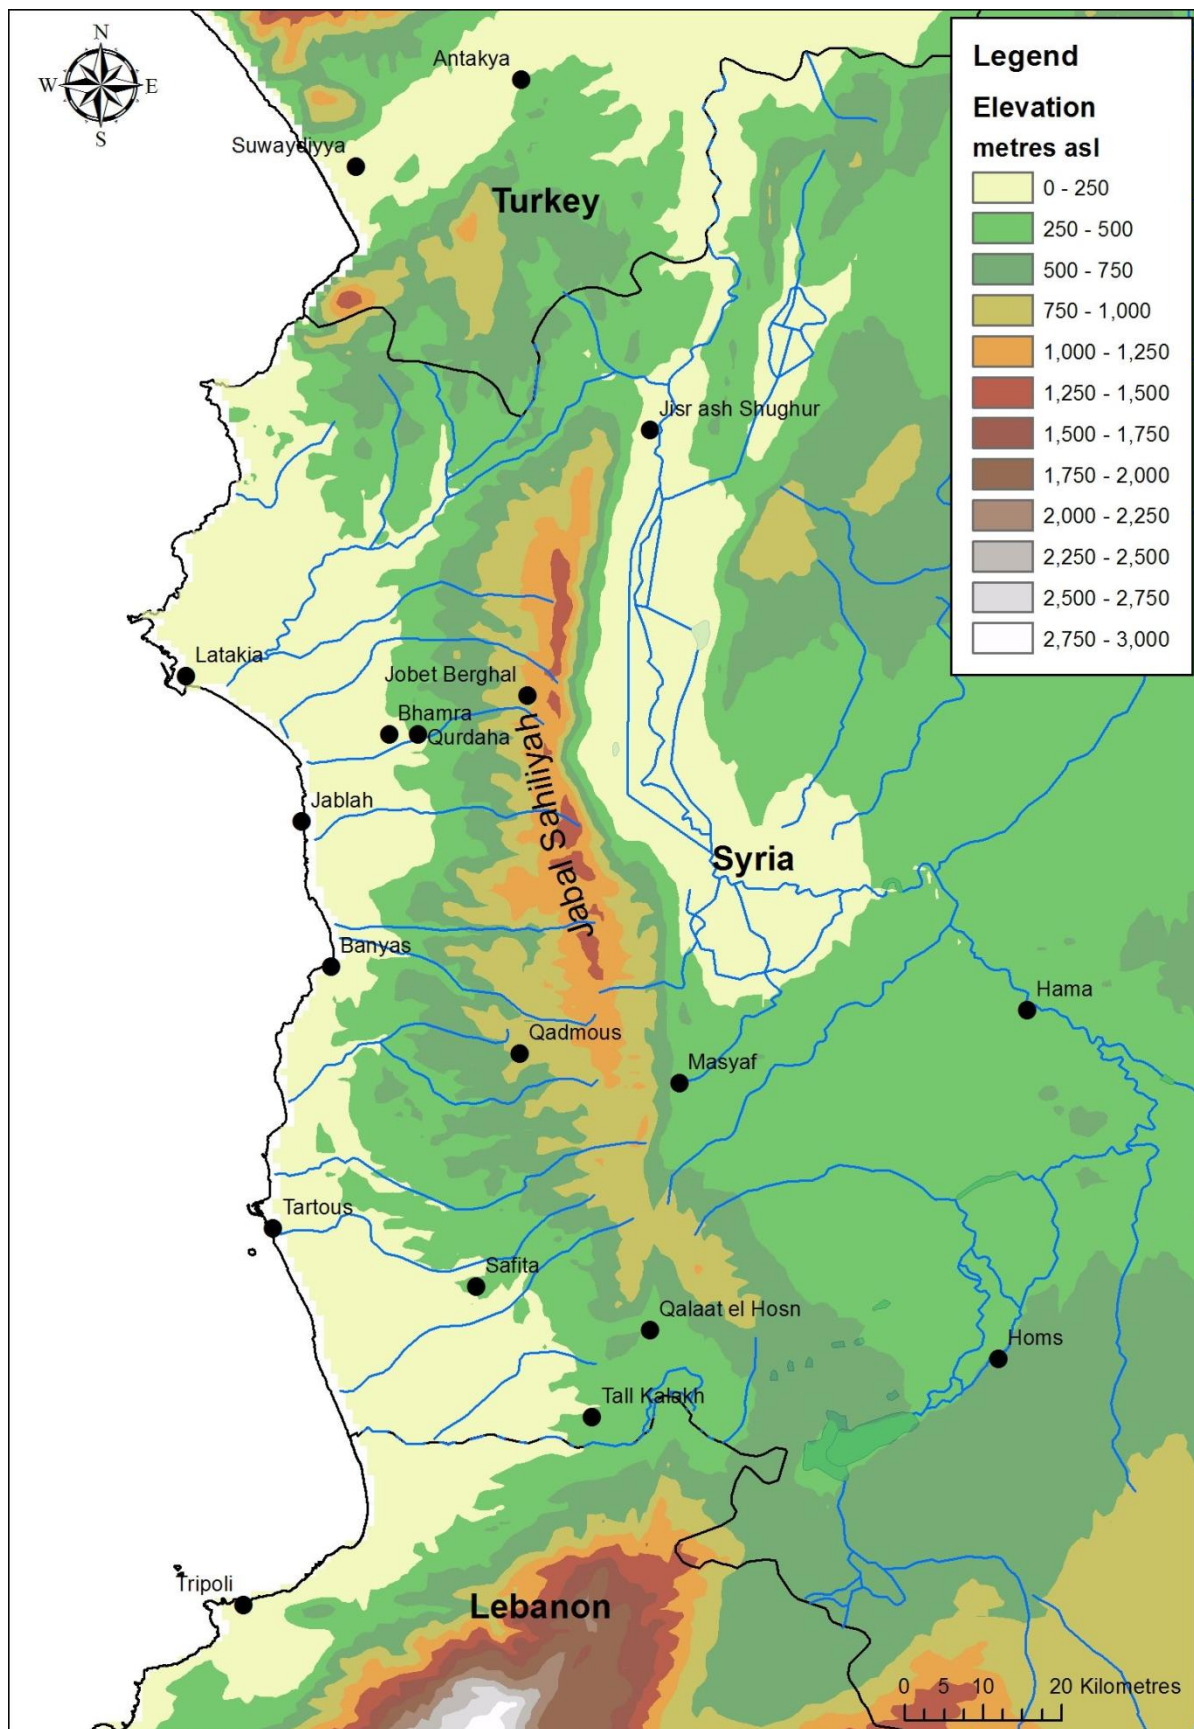 N
W
E
S
Antakya
Suwaydiyya
Turkey
Legend
Elevation
metres asl
0 - 250
250 - 500
500 - 750
750 - 1,000
1,000 - 1,250
1,250 - 1,500
1,500 - 1,750
1,750 - 2,000
2,000 - 2,250
2,250 - 2,500
2,500 - 2,750
2,750 - 3,000
Jisr ash Shughur
Latakia
Jobet Berghal
Bhamra
Qurdaha
Jablah
Jabal Sahiliyah
Syria
Banyas
Hama
Qadmous
Masyaf
Tartous
Safita
Qalaat el Hosn
Homs
Tall Kalakh
Tripoli
Lebanon
0 5 10 20 Kilometres